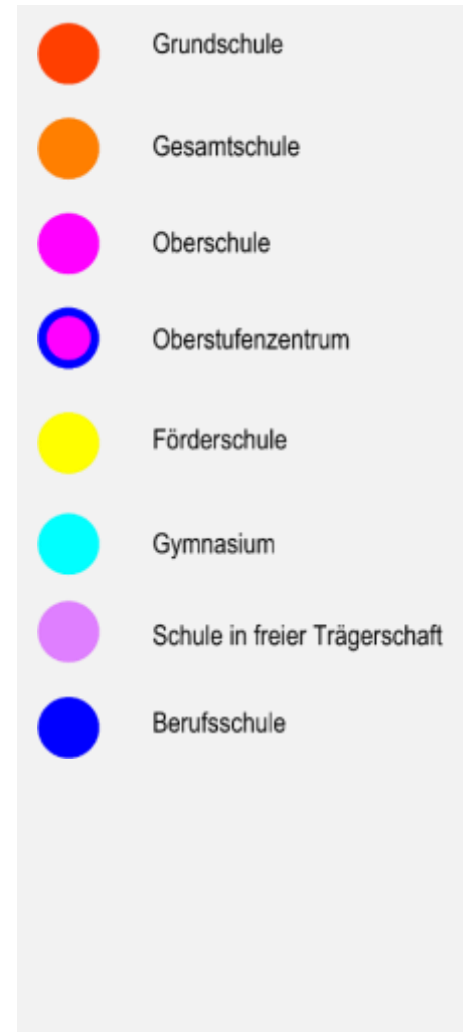 Grundschule
Gesamtschule
Oberschule
Oberstufenzentrum
Förderschule
Gymnasium
Schule in freier Trägerschaft
Berufsschule